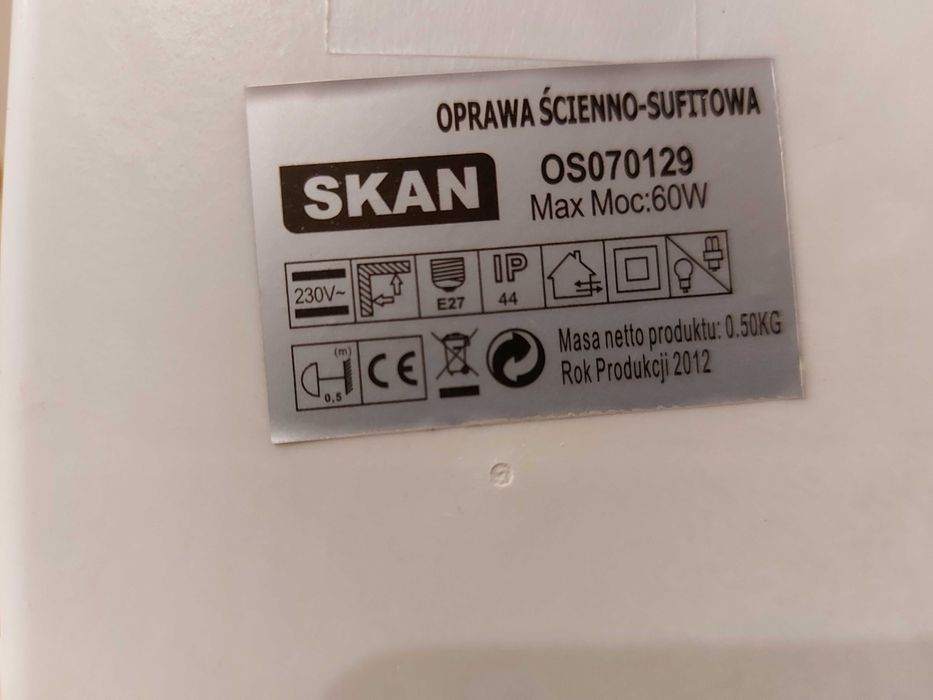 OPRAWA ŚCIENNO-SUFITOWA
SKAN
OS070129
Max Moc:60W
230V~
E27
IP
44
(m)
0,5
CE
Masa netto produktu: 0.50KG
Rok Produkcji 2012